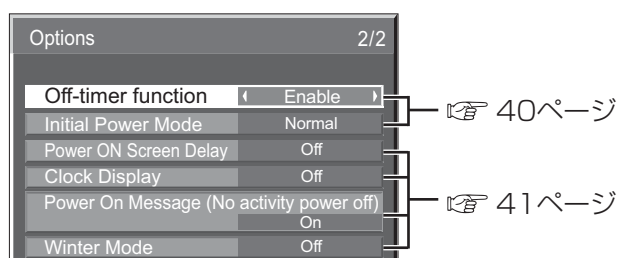 Options 2/2
Off-timer function Enable
Initial Power Mode Normal
☞ 40ページ
Power ON Screen Delay Off
Clock Display Off
Power On Message (No activity power off)
On
☞ 41ページ
Winter Mode Off